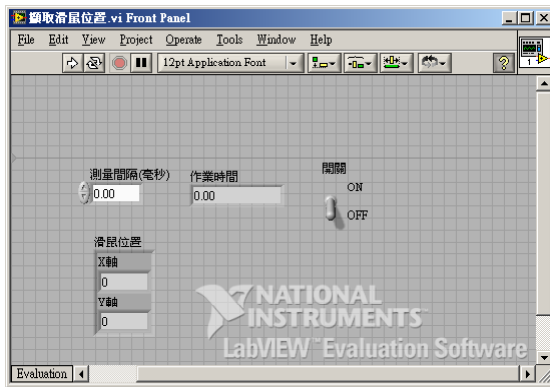 擷取滑鼠位置.vi Front Panel
File Edit View Project Operate Tools Window Help
12pt Application Font
1
測量間隔(毫秒)
0.00
作業時間
0.00
開關
ON
OFF
滑鼠位置
X軸
0
Y軸
0
NATIONAL
INSTRUMENTS
LabVIEW™ Evaluation Software
Evaluation